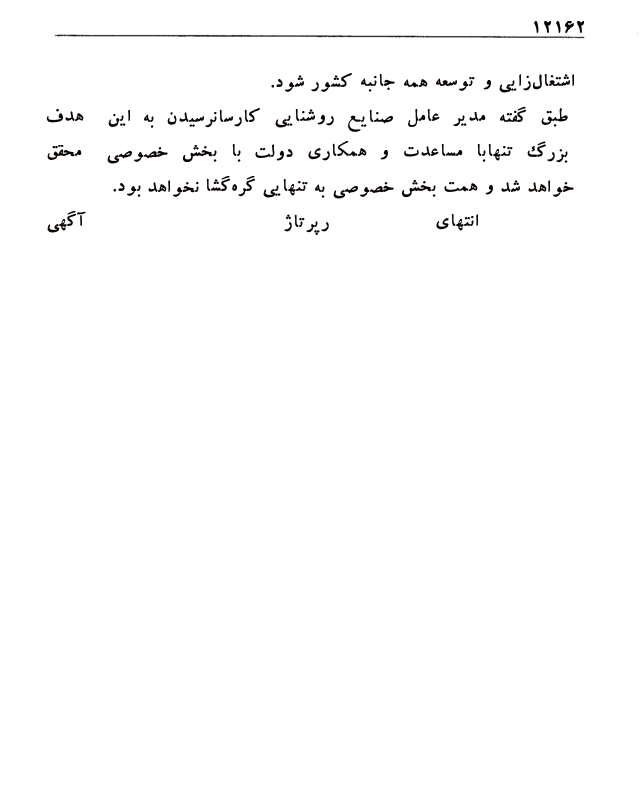 ۱۲۱۶۲
اشتغال‌زایی و توسعه همه جانبه کشور شود.
طبق گفته مدیر عامل صنایع روشنایی کارسانرسیدن به این هدف
بزرگ تنهابا مساعدت و همکاری دولت با بخش خصوصی محقق
خواهد شد و همت بخش خصوصی به تنهایی گره‌گشا نخواهد بود.
انتهای رپرتاژ آگهی